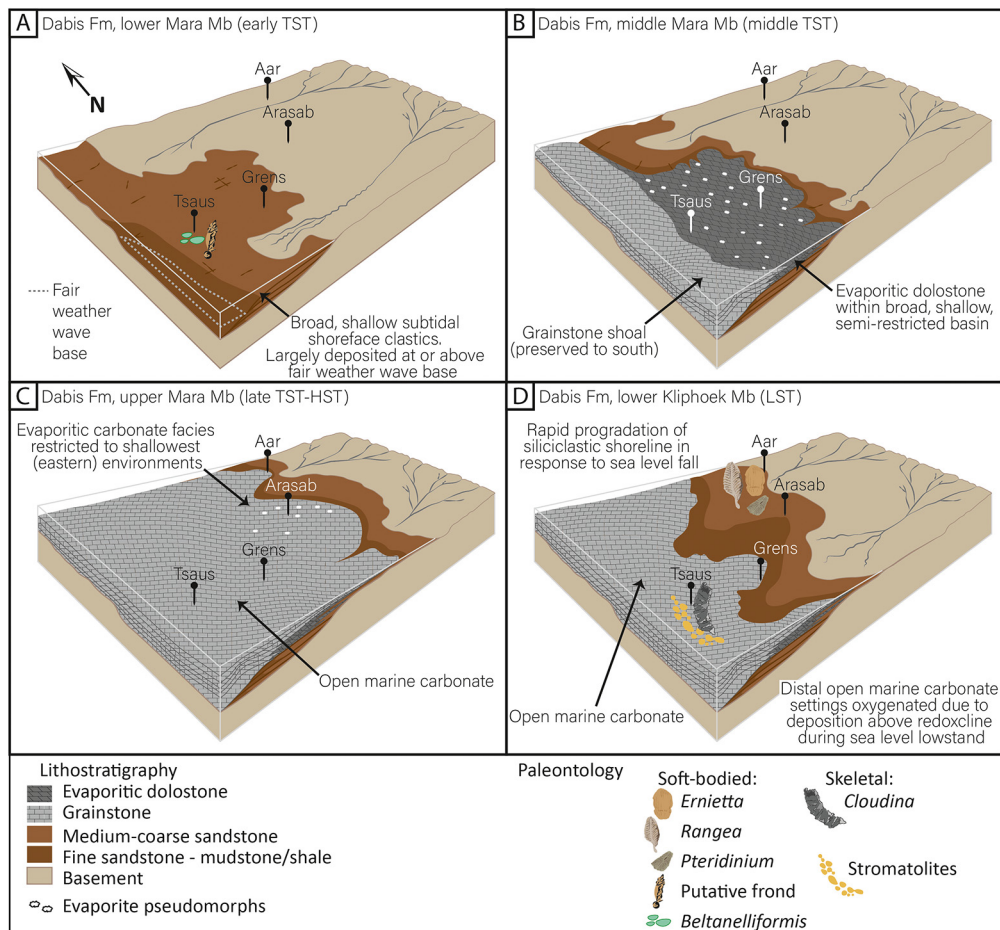 A Dabis Fm, lower Mara Mb (early TST)
N
Aar
Arasab
Grens
Tsaus
Fair
weather
wave
base
Broad, shallow subtidal
shoreface clastics.
Largely deposited at or above
fair weather wave base
B Dabis Fm, middle Mara Mb (middle TST)
Aar
Arasab
Grens
Tsaus
Grainstone shoal
(preserved to south)
Evaporitic dolostone
within broad, shallow,
semi-restricted basin
C Dabis Fm, upper Mara Mb (late TST-HST)
Evaporitic carbonate facies
restricted to shallowest
(eastern) environments
Aar
Arasab
Grens
Tsaus
Open marine carbonate
D Dabis Fm, lower Kliphoek Mb (LST)
Rapid progradation of
siliciclastic shoreline in
response to sea level fall
Aar
Arasab
Grens
Tsaus
Open marine carbonate
Distal open marine carbonate
settings oxygenated due to
deposition above redoxcline
during sea level lowstand
Lithostratigraphy
Evaporitic dolostone
Grainstone
Medium-coarse sandstone
Fine sandstone - mudstone/shale
Basement
Evaporite pseudomorphs
Paleontology
Soft-bodied:
Ernietta
Rangea
Pteridinium
Putative frond
Beltanelliformis
Skeletal:
Cloudina
Stromatolites